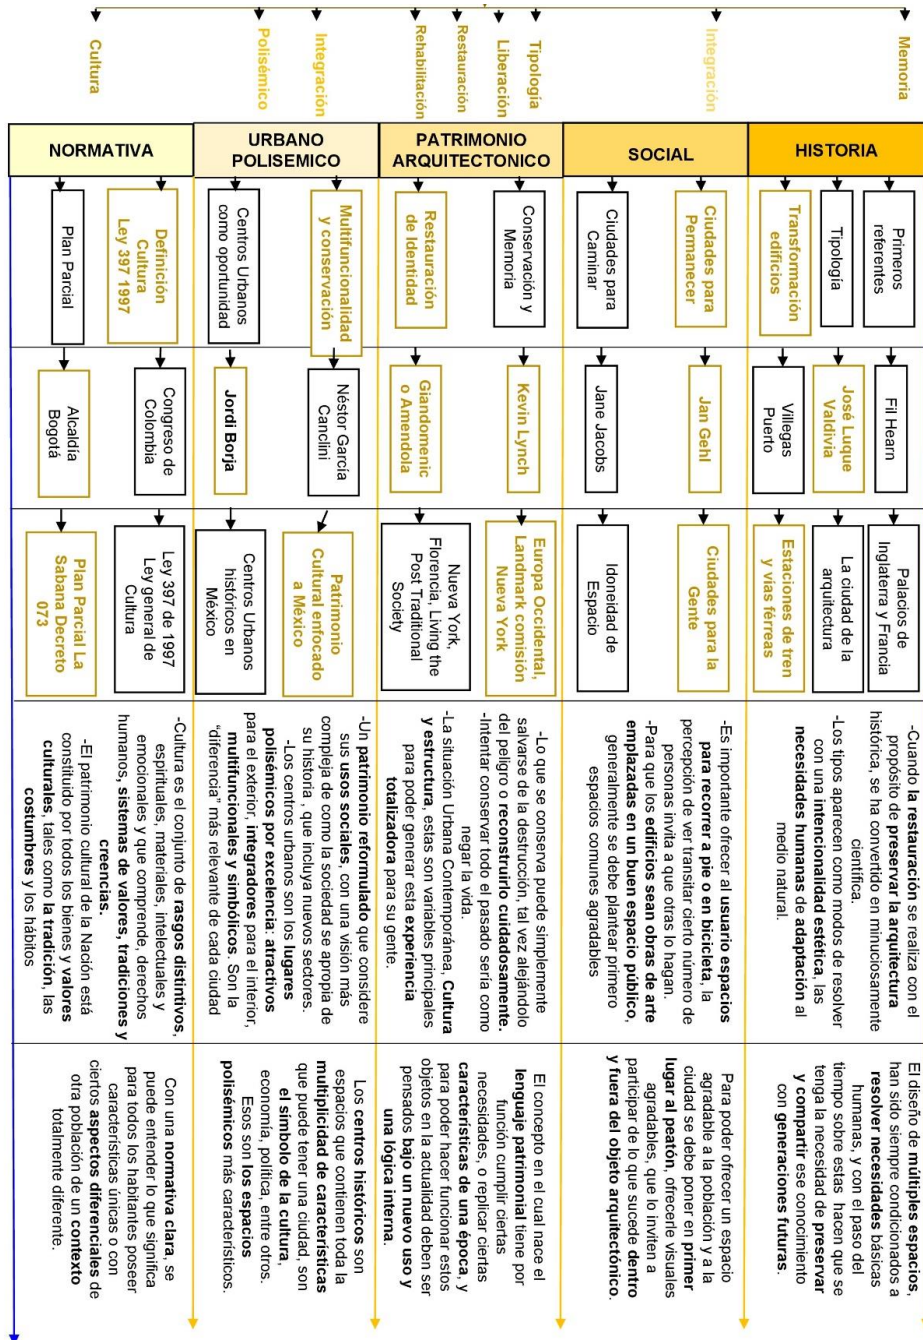 Memoria
HISTORIA
Primeros
referentes
Tipología
Transformación
edificios
Fil Hearn
José Luque
Valdivia
Villegas
Puerto
Palacios de
Inglaterra y Francia
La ciudad de la
arquitectura
Estaciones de tren
y vías férreas
-Cuando la restauración se realiza con el
propósito de preservar la arquitectura
histórica, se ha convertido en minuciosamente
científica.
-Los tipos aparecen como modos de resolver
con una intencionalidad estética, las
necesidades humanas de adaptación al
medio natural.
El diseño de múltiples espacios,
han sido siempre condicionados a
resolver necesidades básicas
humanas, y con el paso del
tiempo sobre estas hacen que se
tenga la necesidad de preservar
y compartir ese conocimiento
con generaciones futuras.
Integración
SOCIAL
Ciudades para
Permanecer
Ciudades para
Caminar
Jan Gehl
Jane Jacobs
Ciudades para la
Gente
Idoneidad de
Espacio
-Es importante ofrecer al usuario espacios
para recorrer a pie o en bicicleta, la
percepción de ver transitar cierto número de
personas invita a que otras lo hagan.
-Para que los edificios sean obras de arte
emplazadas en un buen espacio público,
generalmente se debe plantear primero
espacios comunes agradables
Para poder ofrecer un espacio
agradable a la población y a la
ciudad se debe poner en primer
lugar al peatón, ofrecerle visuales
agradables, que lo inviten a
participar de lo que sucede dentro
y fuera del objeto arquitectónico.
Tipología
Liberación
Restauración
Rehabilitación
PATRIMONIO
ARQUITECTONICO
Conservación y
Memoria
Restauración
de Identidad
Kevin Lynch
Giandomenic
o Amendola
Europa Occidental,
Landmark comisión
Nueva York
Nueva York,
Florencia, Living the
Post Traditional
Society
-Lo que se conserva puede simplemente
salvarse de la destrucción, tal vez alejándolo
del peligro o reconstruirlo cuidadosamente.
-Intentar conservar todo el pasado sería como
negar la vida.
-La situación Urbana Contemporánea, Cultura
y estructura, estas son variables principales
para poder generar esta experiencia
totalizadora para su gente.
El concepto en el cual nace el
lenguaje patrimonial tiene por
función cumplir ciertas
necesidades, o replicar ciertas
características de una época, y
para poder hacer funcionar estos
objetos en la actualidad deben ser
pensados bajo un nuevo uso y
una lógica interna.
Integración
Polisémico
URBANO
POLISEMICO
Multifuncionalidad
y conservación
Centros Urbanos
como oportunidad
Néstor García
Canclini
Jordi Borja
Patrimonio
Cultural enfocado
a México
Centros Urbanos
históricos en
México
-Un patrimonio reformulado que considere
sus usos sociales, con una visión más
compleja de como la sociedad se apropia de
su historia , que incluya nuevos sectores.
-Los centros urbanos son los lugares
polisémicos por excelencia: atractivos
para el exterior, integradores para el interior,
multifuncionales y simbólicos. Son la
"diferencia" más relevante de cada ciudad
Los centros históricos son
espacios que contienen toda la
multiplicidad de características
que puede tener una ciudad, son
el símbolo de la cultura,
economía, política, entre otros.
Esos son los espacios
polisémicos más característicos.
Cultura
NORMATIVA
Definición
Cultura
Ley 397 1997
Plan Parcial
Congreso de
Colombia
Alcaldía
Bogotá
Ley 397 de 1997
Ley general de
Cultura
Plan Parcial La
Sabana Decreto
073
-Cultura es el conjunto de rasgos distintivos,
espirituales, materiales, intelectuales y
emocionales y que comprende, derechos
humanos, sistemas de valores, tradiciones y
creencias.
-El patrimonio cultural de la Nación está
constituido por todos los bienes y valores
culturales, tales como la tradición, las
costumbres y los hábitos
Con una normativa clara, se
puede entender lo que significa
para todos los habitantes poseer
características únicas o con
ciertos aspectos diferenciales de
otra población de un contexto
totalmente diferente.